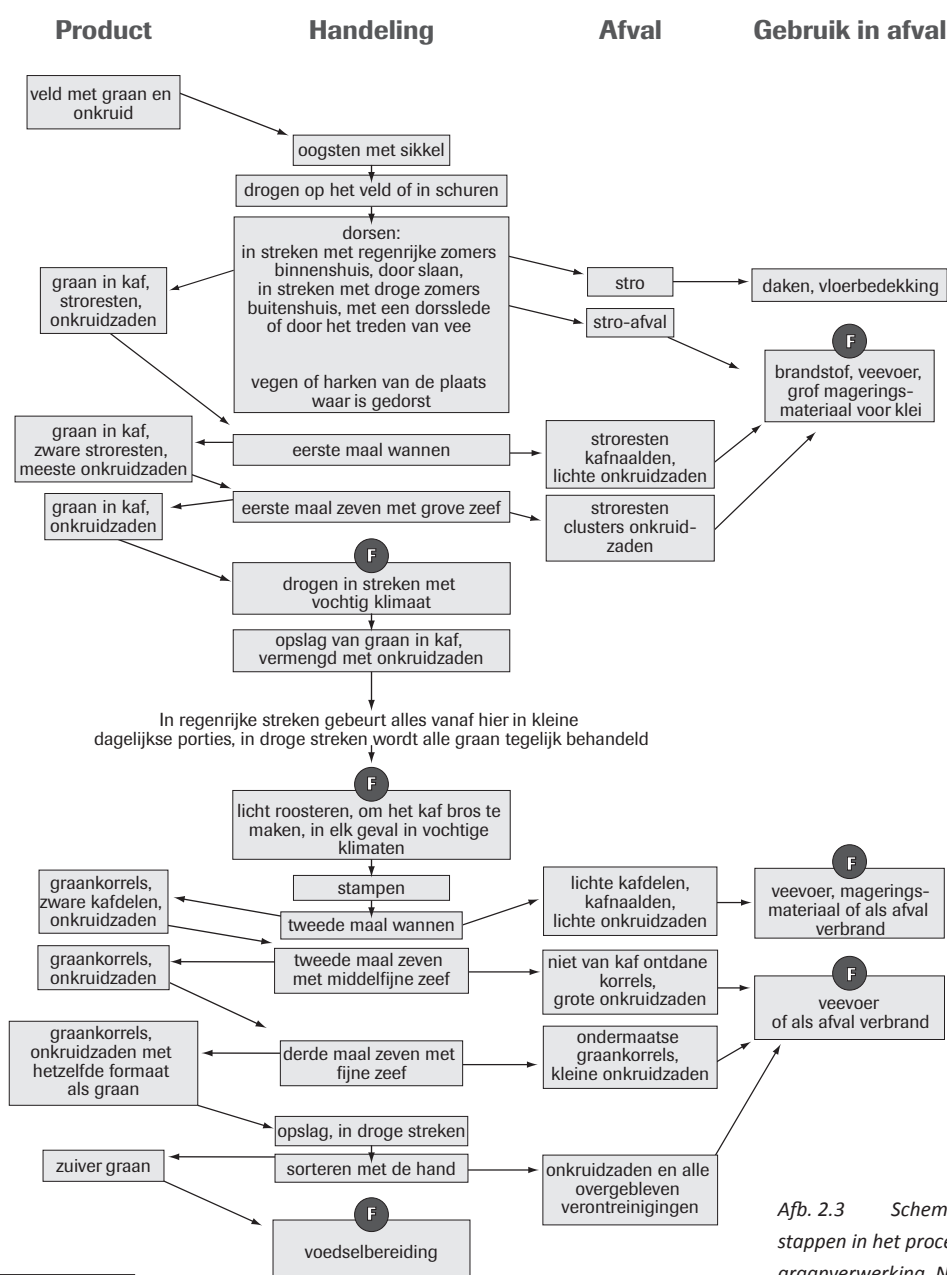 Product
Handeling
Afval
Gebruik in afval
veld met graan en
onkruid
oogsten met sikkel
drogen op het veld of in schuren
dorsen:
in streken met regenrijke zomers
binnenshuis, door slaan,
in streken met droge zomers
buitenshuis, met een dorsslede
of door het treden van vee
vegen of harken van de plaats
waar is gedorst
graan in kaf,
stroresten,
onkruidzaden
stro
daken, vloerbedekking
stro-afval
F
brandstof, veevoer,
grof magerings-
materiaal voor klei
graan in kaf,
zware stroresten,
meeste onkruidzaden
eerste maal wannen
stroresten
kafnaalden,
lichte onkruidzaden
graan in kaf,
onkruidzaden
eerste maal zeven met grove zeef
stroresten
clusters onkruid-
zaden
F
drogen in streken met
vochtig klimaat
opslag van graan in kaf,
vermengd met onkruidzaden
In regenrijke streken gebeurt alles vanaf hier in kleine
dagelijkse porties, in droge streken wordt alle graan tegelijk behandeld
F
licht roosteren, om het kaf bros te
maken, in elk geval in vochtige
klimaten
stampen
graankorrels,
zware kafdelen,
onkruidzaden
tweede maal wannen
lichte kafdelen,
kafnaalden,
lichte onkruidzaden
F
veevoer, magerings-
materiaal of als afval
verbrand
graankorrels,
onkruidzaden
tweede maal zeven
met middelfijne zeef
niet van kaf ontdane
korrels,
grote onkruidzaden
F
veevoer
of als afval verbrand
graankorrels,
onkruidzaden met
hetzelfde formaat
als graan
derde maal zeven met
fijne zeef
ondermaatse
graankorrels,
kleine onkruidzaden
opslag, in droge streken
zuiver graan
sorteren met de hand
onkruidzaden en alle
overgebleven
verontreinigingen
F
voedselbereiding
Afb. 2.3 Schem
stappen in het proce